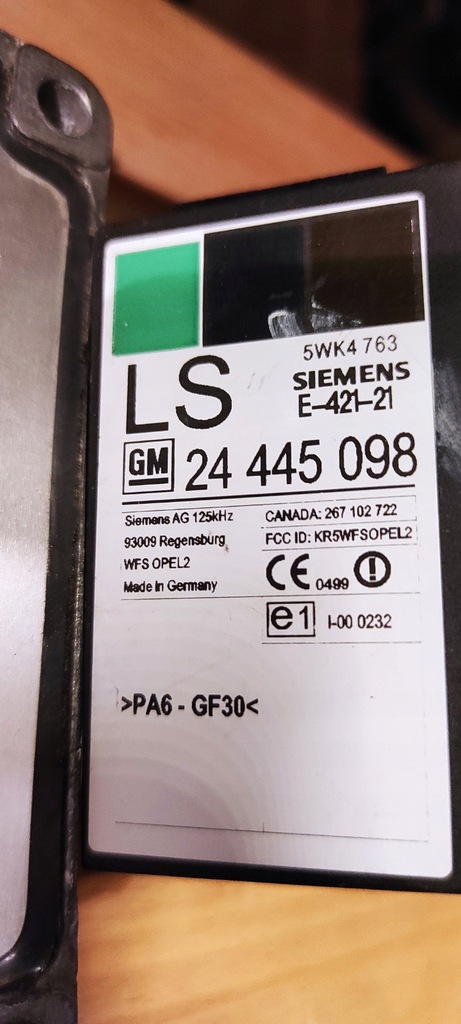 5WK4 763
LS
SIEMENS
E-421-21
GM 24 445 098
Siemens AG 125kHz
93009 Regensburg
WFS OPEL2
Made in Germany
CANADA: 267 102 722
FCC ID: KR5WFSOPEL2
CE 0499
e1 I-00 0232
>PA6 - GF30<